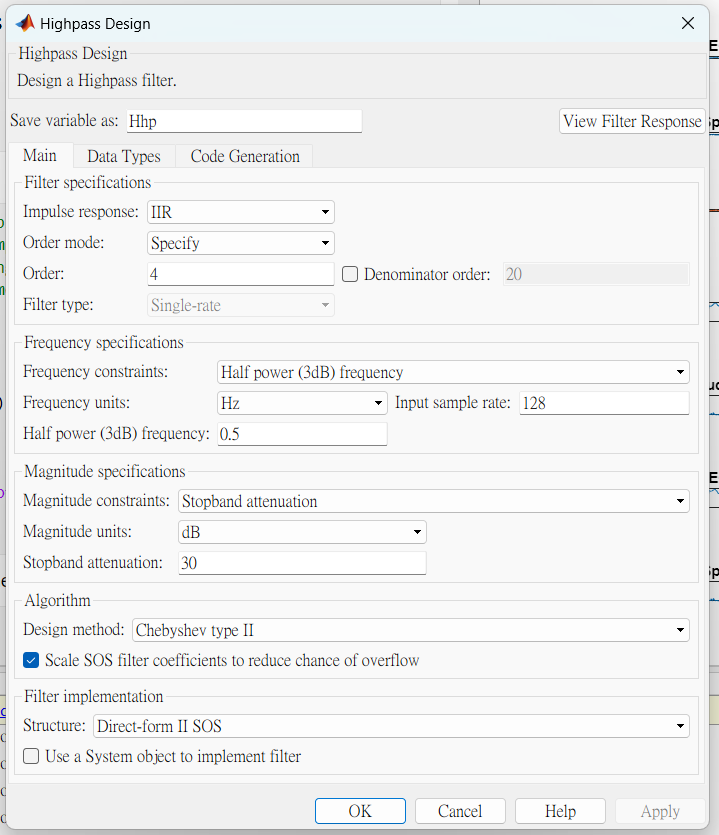 Highpass Design
Highpass Design
Design a Highpass filter.
Save variable as: Hhp View Filter Response
Main Data Types Code Generation
Filter specifications
Impulse response: IIR
Order mode: Specify
Order: 4 Denominator order: 20
Filter type: Single-rate
Frequency specifications
Frequency constraints: Half power (3dB) frequency
Frequency units: Hz Input sample rate: 128
Half power (3dB) frequency: 0.5
Magnitude specifications
Magnitude constraints: Stopband attenuation
Magnitude units: dB
Stopband attenuation: 30
Algorithm
Design method: Chebyshev type II
Scale SOS filter coefficients to reduce chance of overflow
Filter implementation
Structure: Direct-form II SOS
Use a System object to implement filter
OK Cancel Help Apply